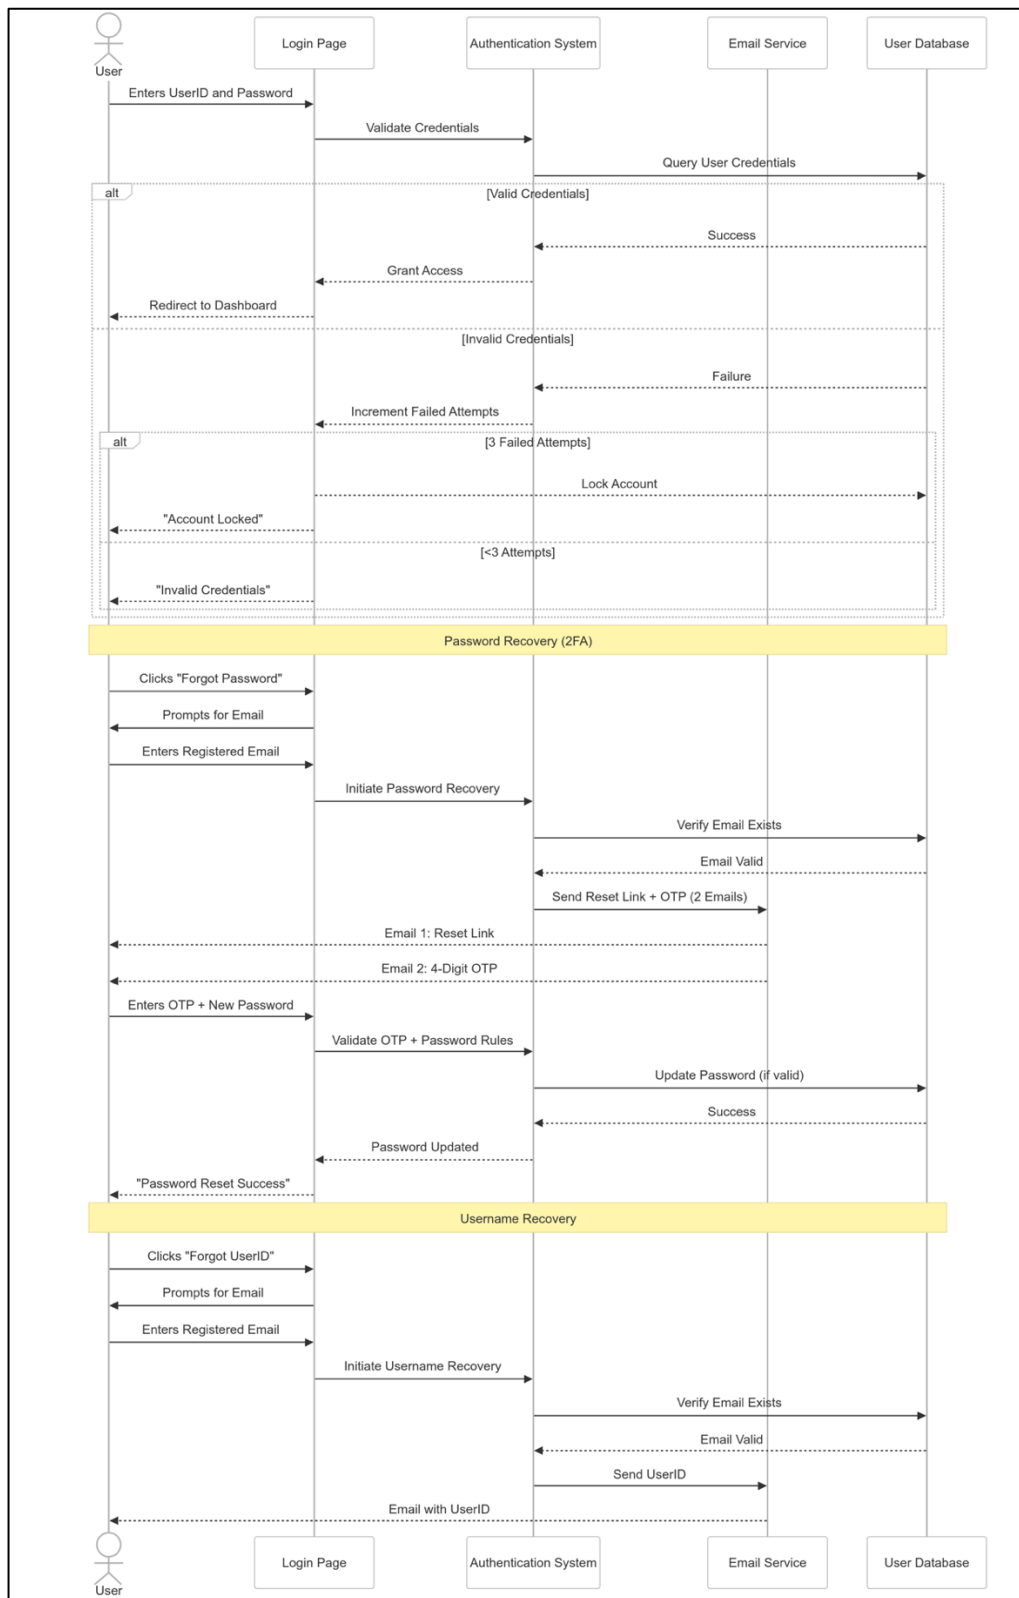 User
Login Page
Authentication System
Email Service
User Database
Enters UserID and Password
Validate Credentials
Query User Credentials
alt
[Valid Credentials]
Success
Grant Access
Redirect to Dashboard
[Invalid Credentials]
Failure
Increment Failed Attempts
alt
[3 Failed Attempts]
Lock Account
"Account Locked"
[<3 Attempts]
"Invalid Credentials"
Password Recovery (2FA)
Clicks "Forgot Password"
Prompts for Email
Enters Registered Email
Initiate Password Recovery
Verify Email Exists
Email Valid
Send Reset Link + OTP (2 Emails)
Email 1: Reset Link
Email 2: 4-Digit OTP
Enters OTP + New Password
Validate OTP + Password Rules
Update Password (if valid)
Success
Password Updated
"Password Reset Success"
Username Recovery
Clicks "Forgot UserID"
Prompts for Email
Enters Registered Email
Initiate Username Recovery
Verify Email Exists
Email Valid
Send UserID
Email with UserID
User
Login Page
Authentication System
Email Service
User Database